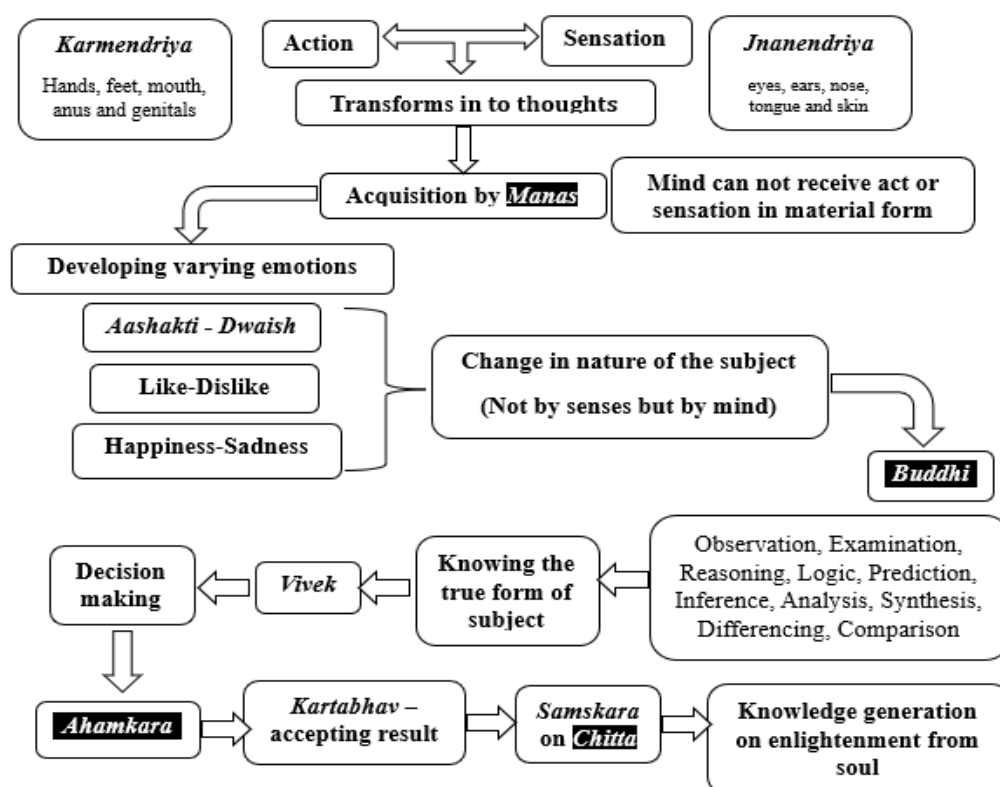 Karmendriya
Hands, feet, mouth,
anus and genitals
Action
Sensation
Jnanendriya
eyes, ears, nose,
tongue and skin
Transforms in to thoughts
Acquisition by Manas
Mind can not receive act or
sensation in material form
Developing varying emotions
Aashakti - Dwaish
Like-Dislike
Happiness-Sadness
Change in nature of the subject
(Not by senses but by mind)
Buddhi
Observation, Examination,
Reasoning, Logic, Prediction,
Inference, Analysis, Synthesis,
Differencing, Comparison
Knowing the
true form of
subject
Vivek
Decision
making
Ahamkara
Kartabhav –
accepting result
Samskara
on Chitta
Knowledge generation
on enlightenment from
soul